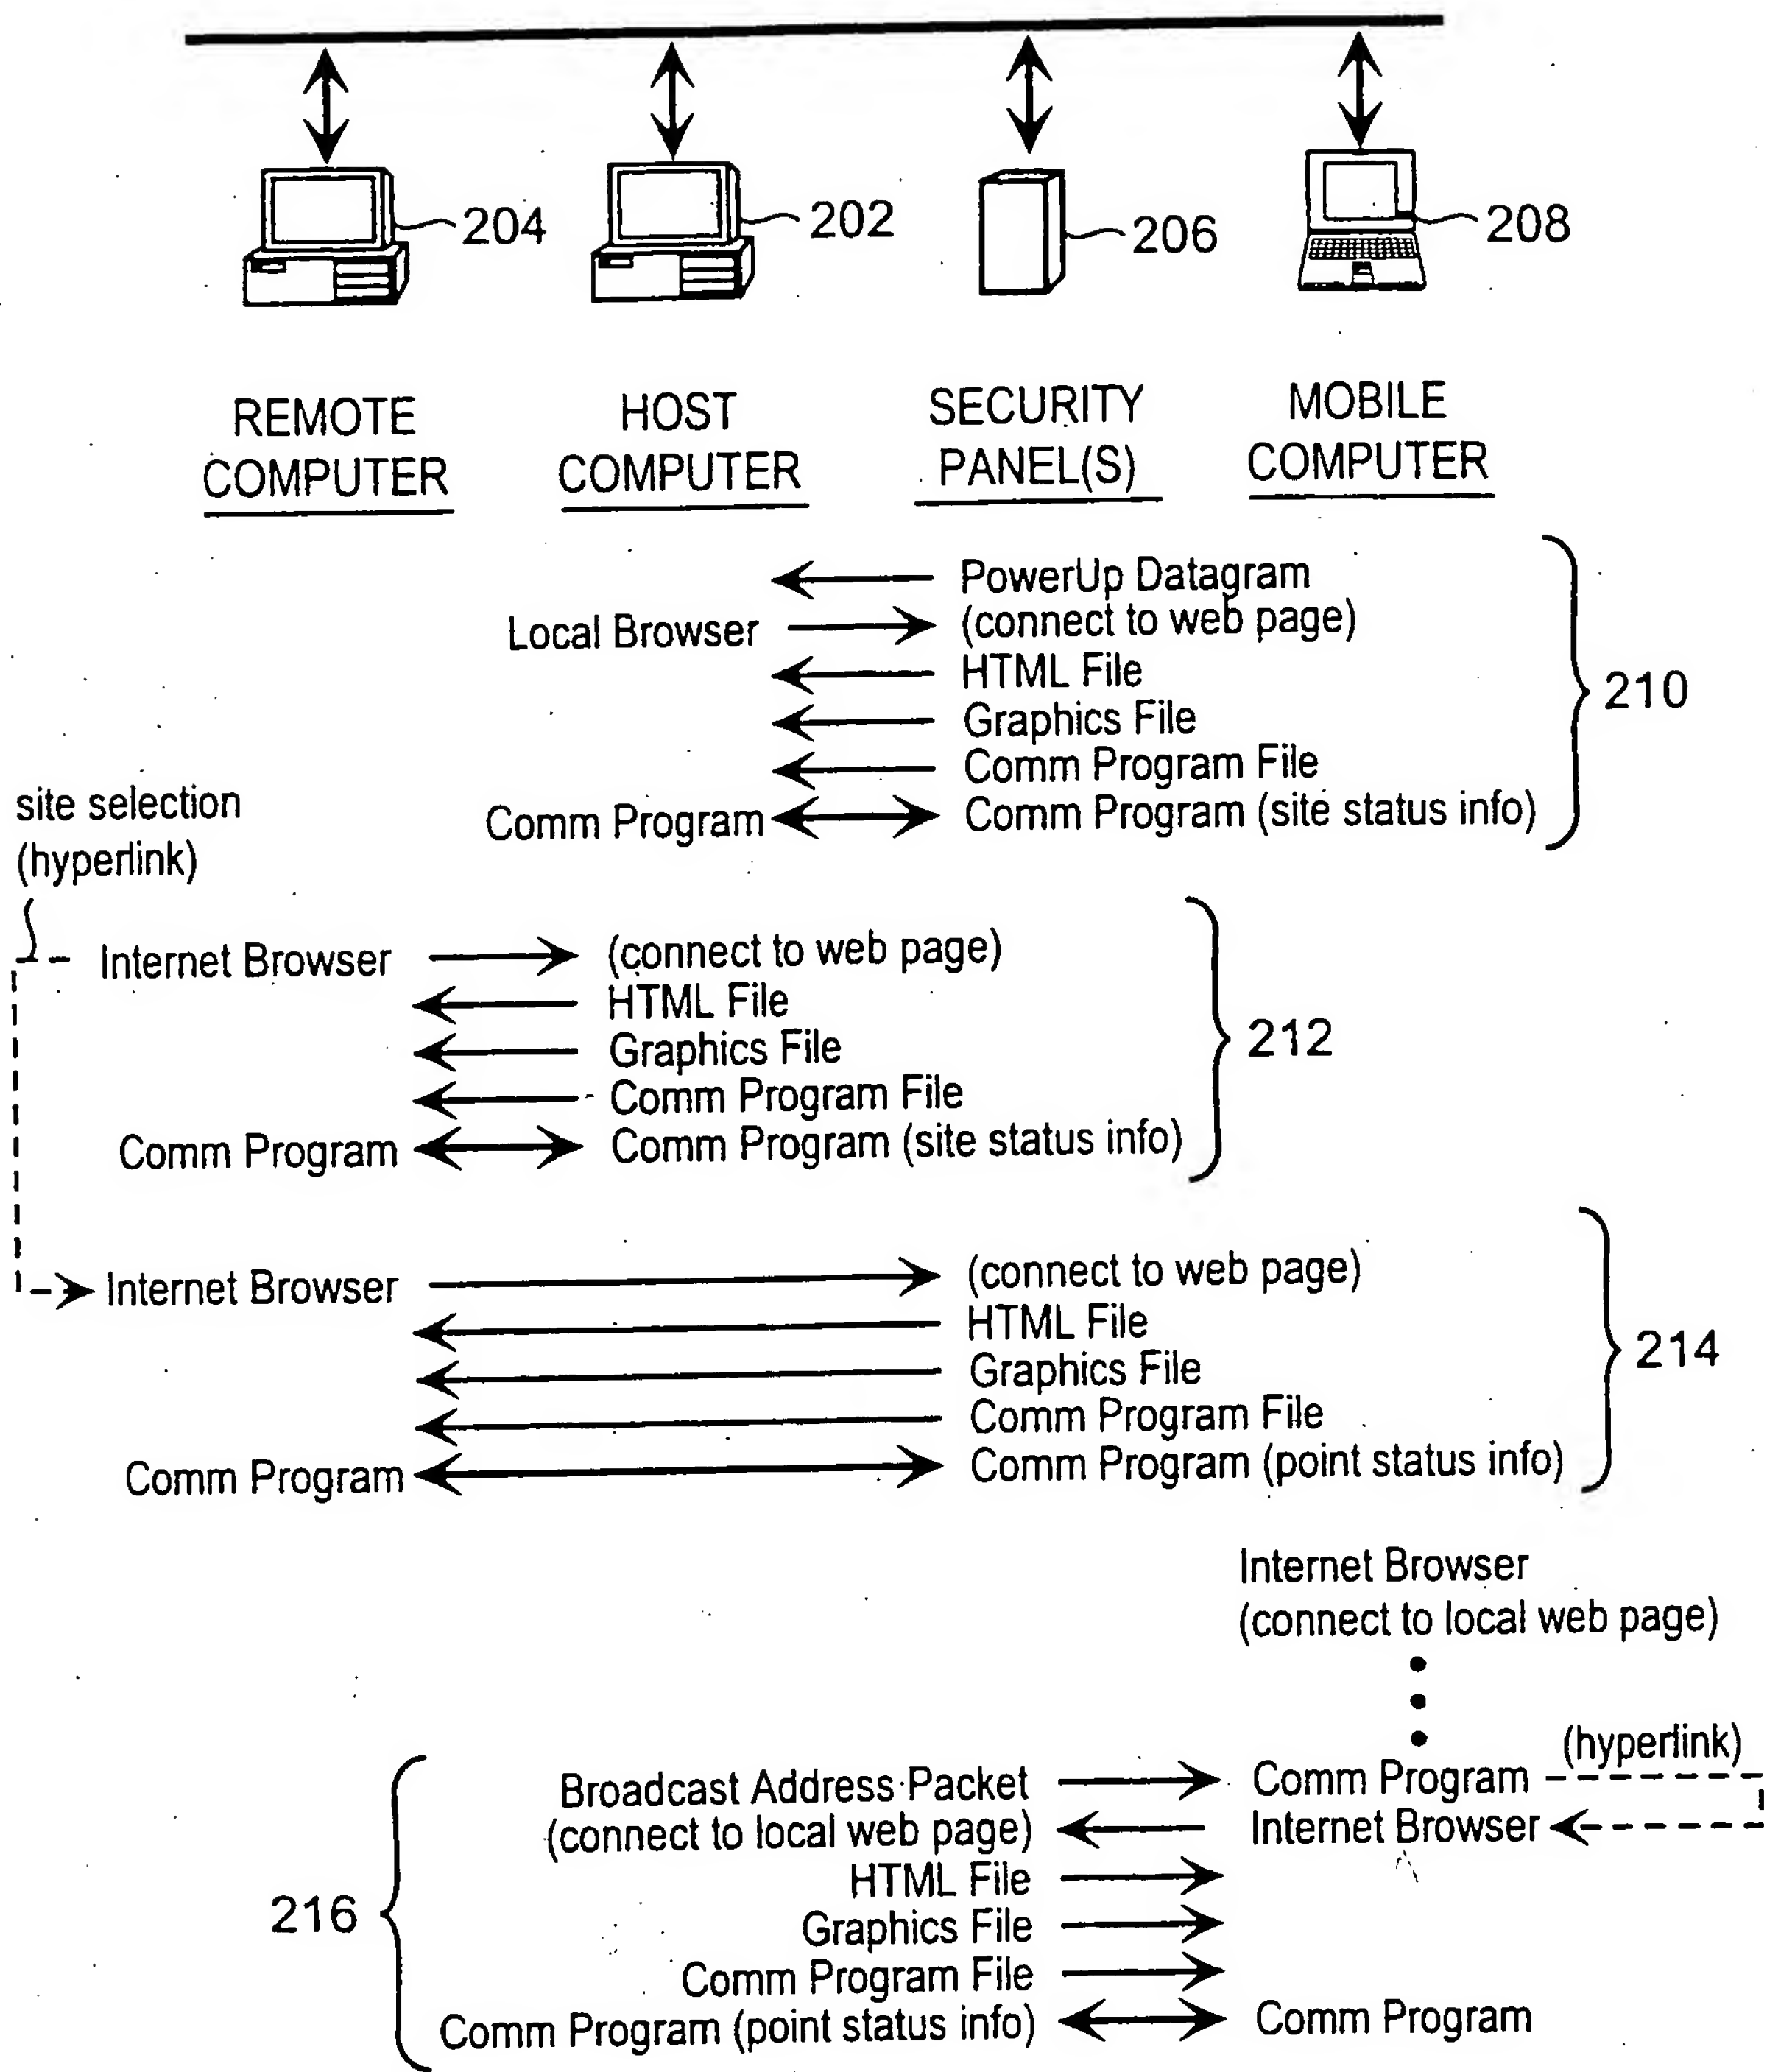 204
202
206
208
REMOTE
COMPUTER
HOST
COMPUTER
SECURITY
PANEL(S)
MOBILE
COMPUTER
PowerUp Datagram
Local Browser
(connect to web page)
HTML File
Graphics File
Comm Program File
Comm Program
Comm Program (site status info)
210
site selection
(hyperlink)
Internet Browser
(connect to web page)
HTML File
Graphics File
Comm Program File
Comm Program
Comm Program (site status info)
212
Internet Browser
(connect to web page)
HTML File
Graphics File
Comm Program File
Comm Program
Comm Program (point status info)
214
Internet Browser
(connect to local web page)
(hyperlink)
Broadcast Address Packet
Comm Program
(connect to local web page)
Internet Browser
HTML File
Graphics File
Comm Program File
Comm Program (point status info)
Comm Program
216